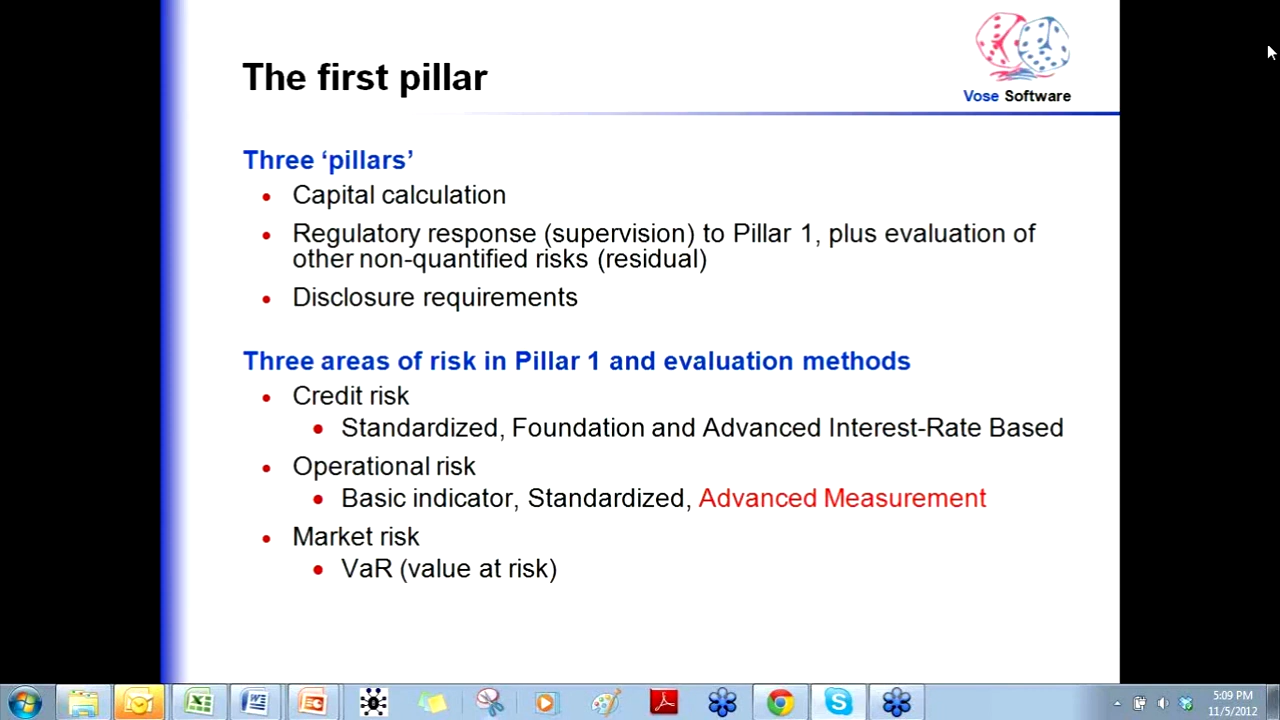 The first pillar
Vose Software
Three ‘pillars’
Capital calculation
Regulatory response (supervision) to Pillar 1, plus evaluation of
other non-quantified risks (residual)
Disclosure requirements
Three areas of risk in Pillar 1 and evaluation methods
Credit risk
Standardized, Foundation and Advanced Interest-Rate Based
Operational risk
Basic indicator, Standardized, Advanced Measurement
Market risk
VaR (value at risk)
5:09 PM
11/5/2012